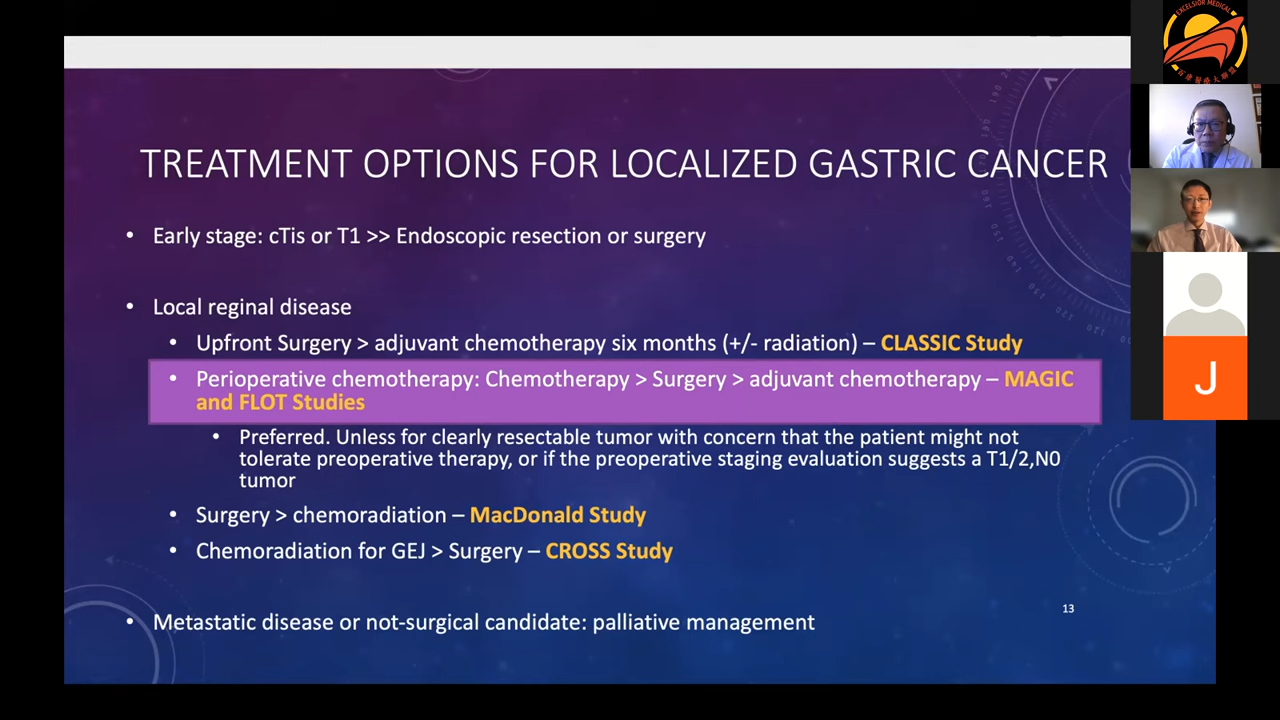 EXCELSIOR MEDICAL
TREATMENT OPTIONS FOR LOCALIZED GASTRIC CANCER
• Early stage: cTis or T1 >> Endoscopic resection or surgery
• Local reginal disease
• Upfront Surgery > adjuvant chemotherapy six months (+/- radiation) – CLASSIC Study
• Perioperative chemotherapy: Chemotherapy > Surgery > adjuvant chemotherapy – MAGIC
and FLOT Studies
• Preferred. Unless for clearly resectable tumor with concern that the patient might not
tolerate preoperative therapy, or if the preoperative staging evaluation suggests a T1/2,N0
tumor
• Surgery > chemoradiation – MacDonald Study
• Chemoradiation for GEJ > Surgery – CROSS Study
• Metastatic disease or not-surgical candidate: palliative management
13
J